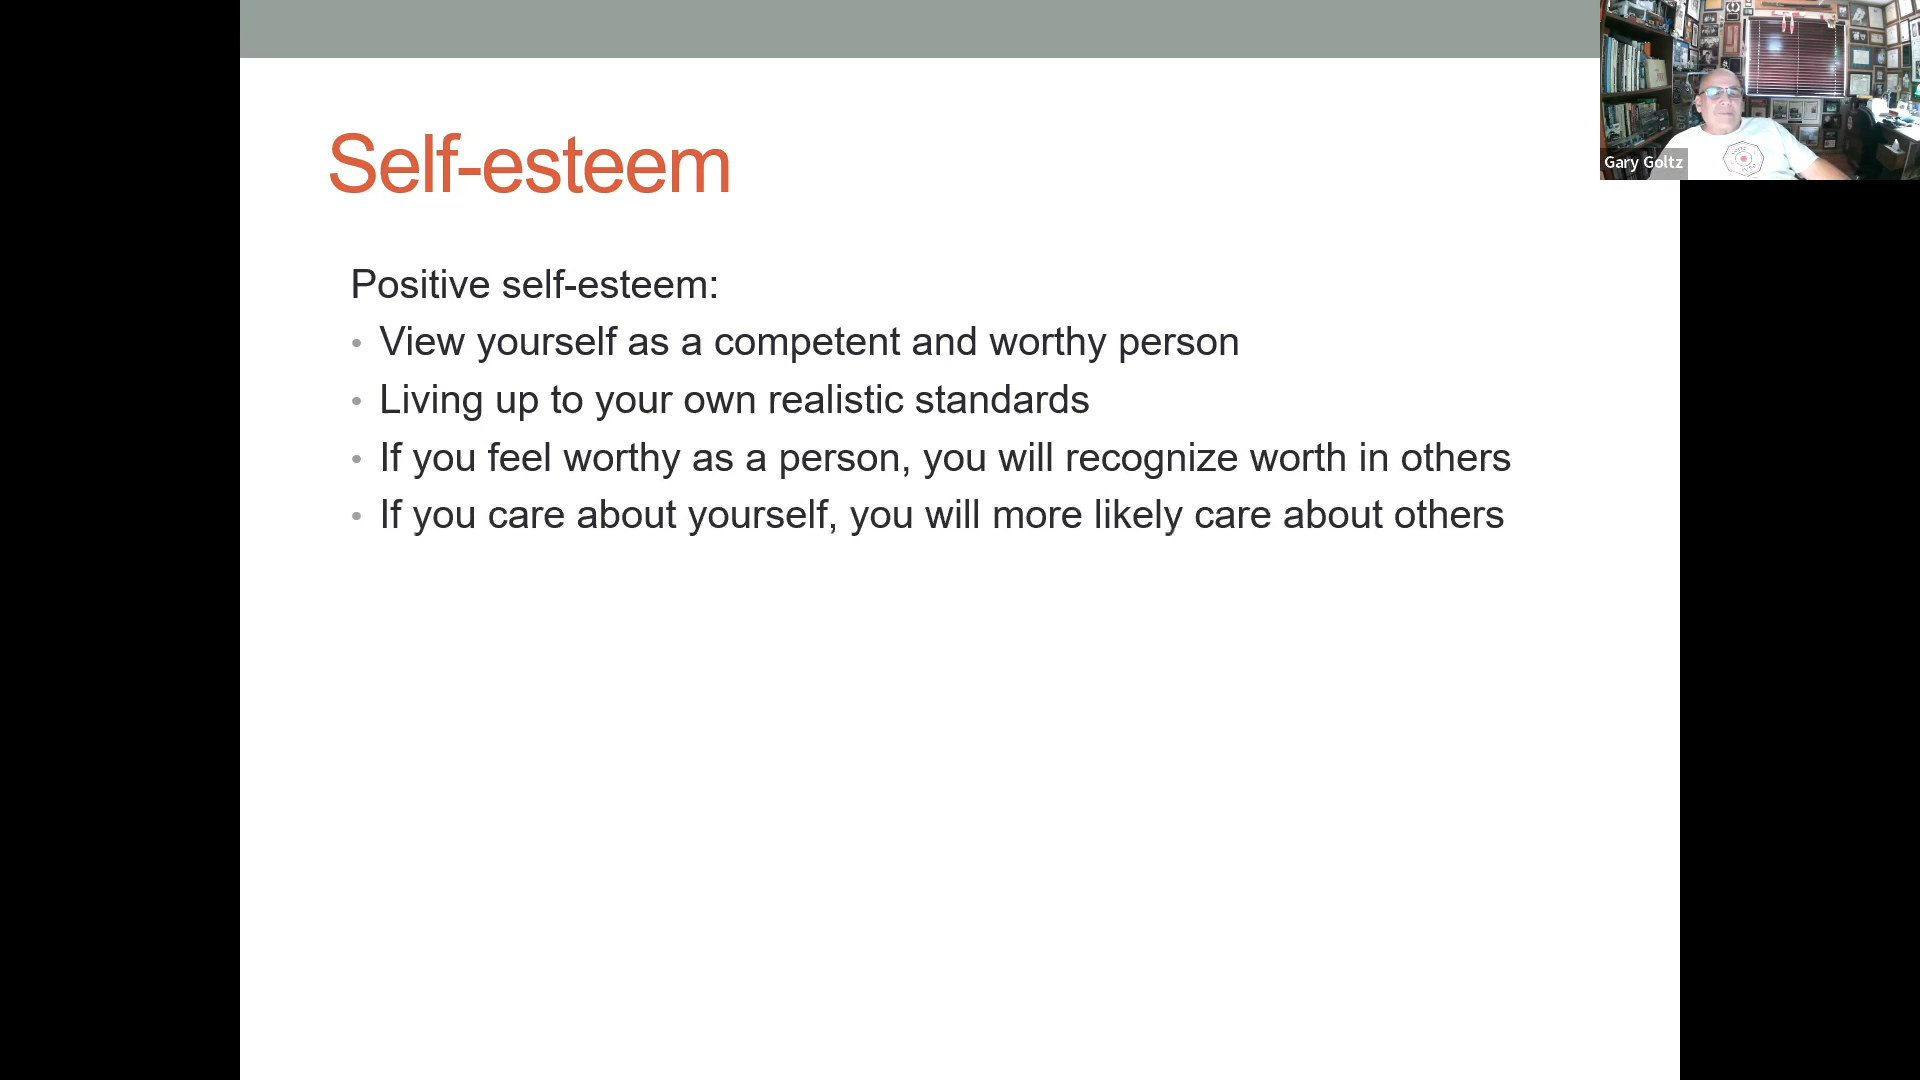 Self-esteem
Positive self-esteem:
• View yourself as a competent and worthy person
• Living up to your own realistic standards
• If you feel worthy as a person, you will recognize worth in others
• If you care about yourself, you will more likely care about others
Gary Goltz